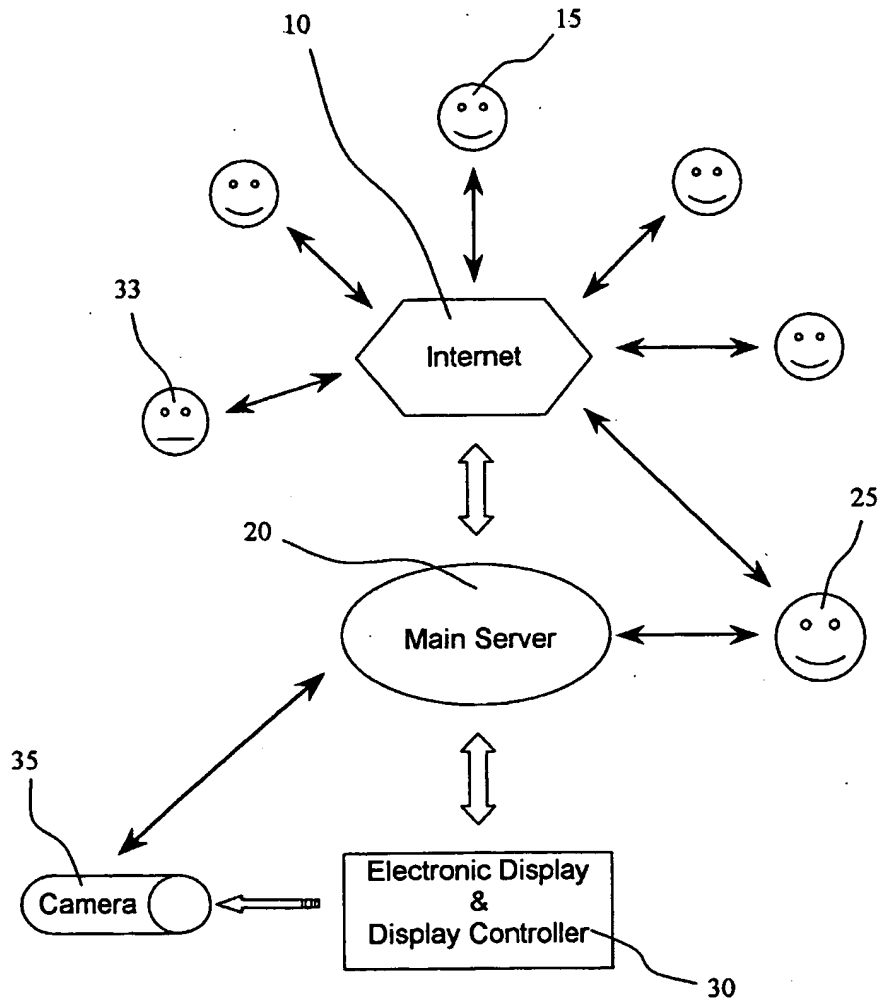 10
15
33
Internet
25
20
Main Server
35
Electronic Display
&
Display Controller
Camera
30